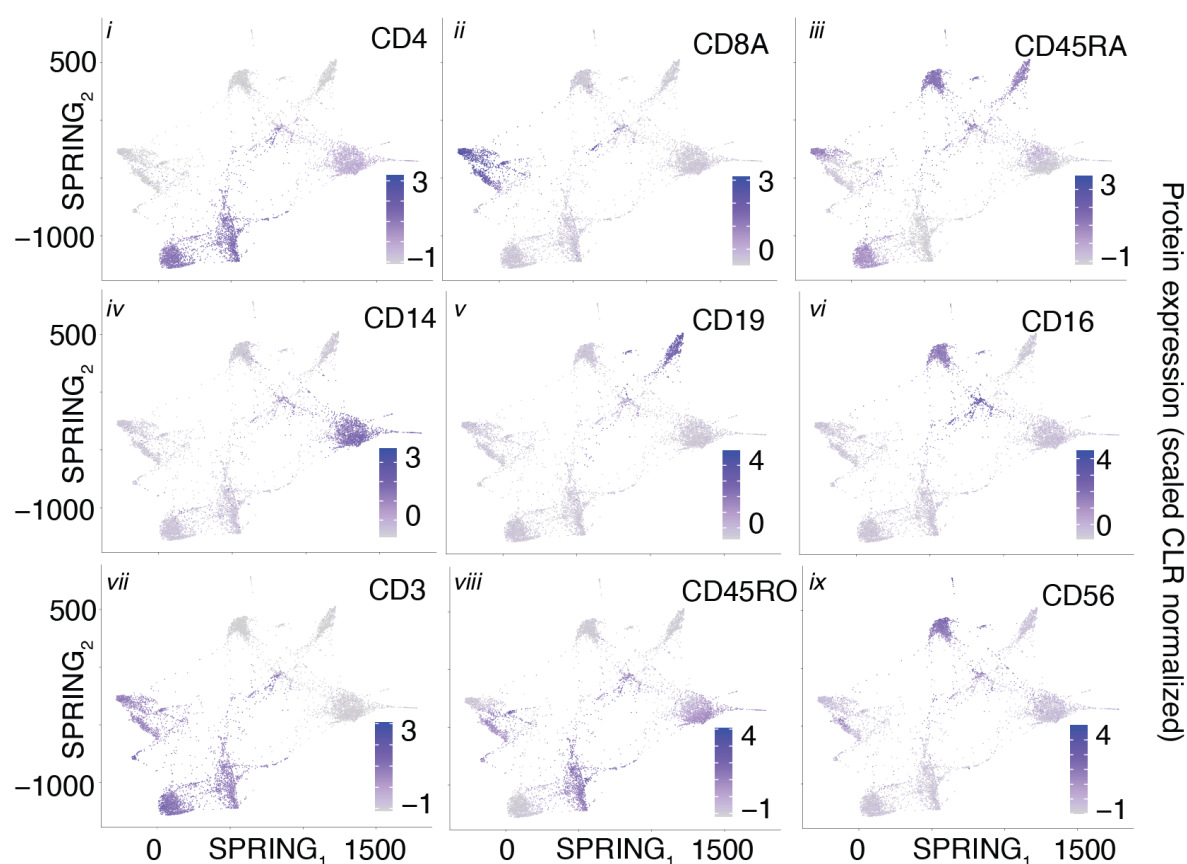 i
CD4
ii
CD8A
iii
CD45RA
500
SPRING2
−1000
3
−1
3
0
3
−1
iv
CD14
v
CD19
vi
CD16
500
SPRING2
−1000
3
0
4
0
4
0
vii
CD3
viii
CD45RO
ix
CD56
500
SPRING2
−1000
3
−1
4
−1
4
−1
0 SPRING1 1500
0 SPRING1 1500
0 SPRING1 1500
Protein expression (scaled CLR normalized)